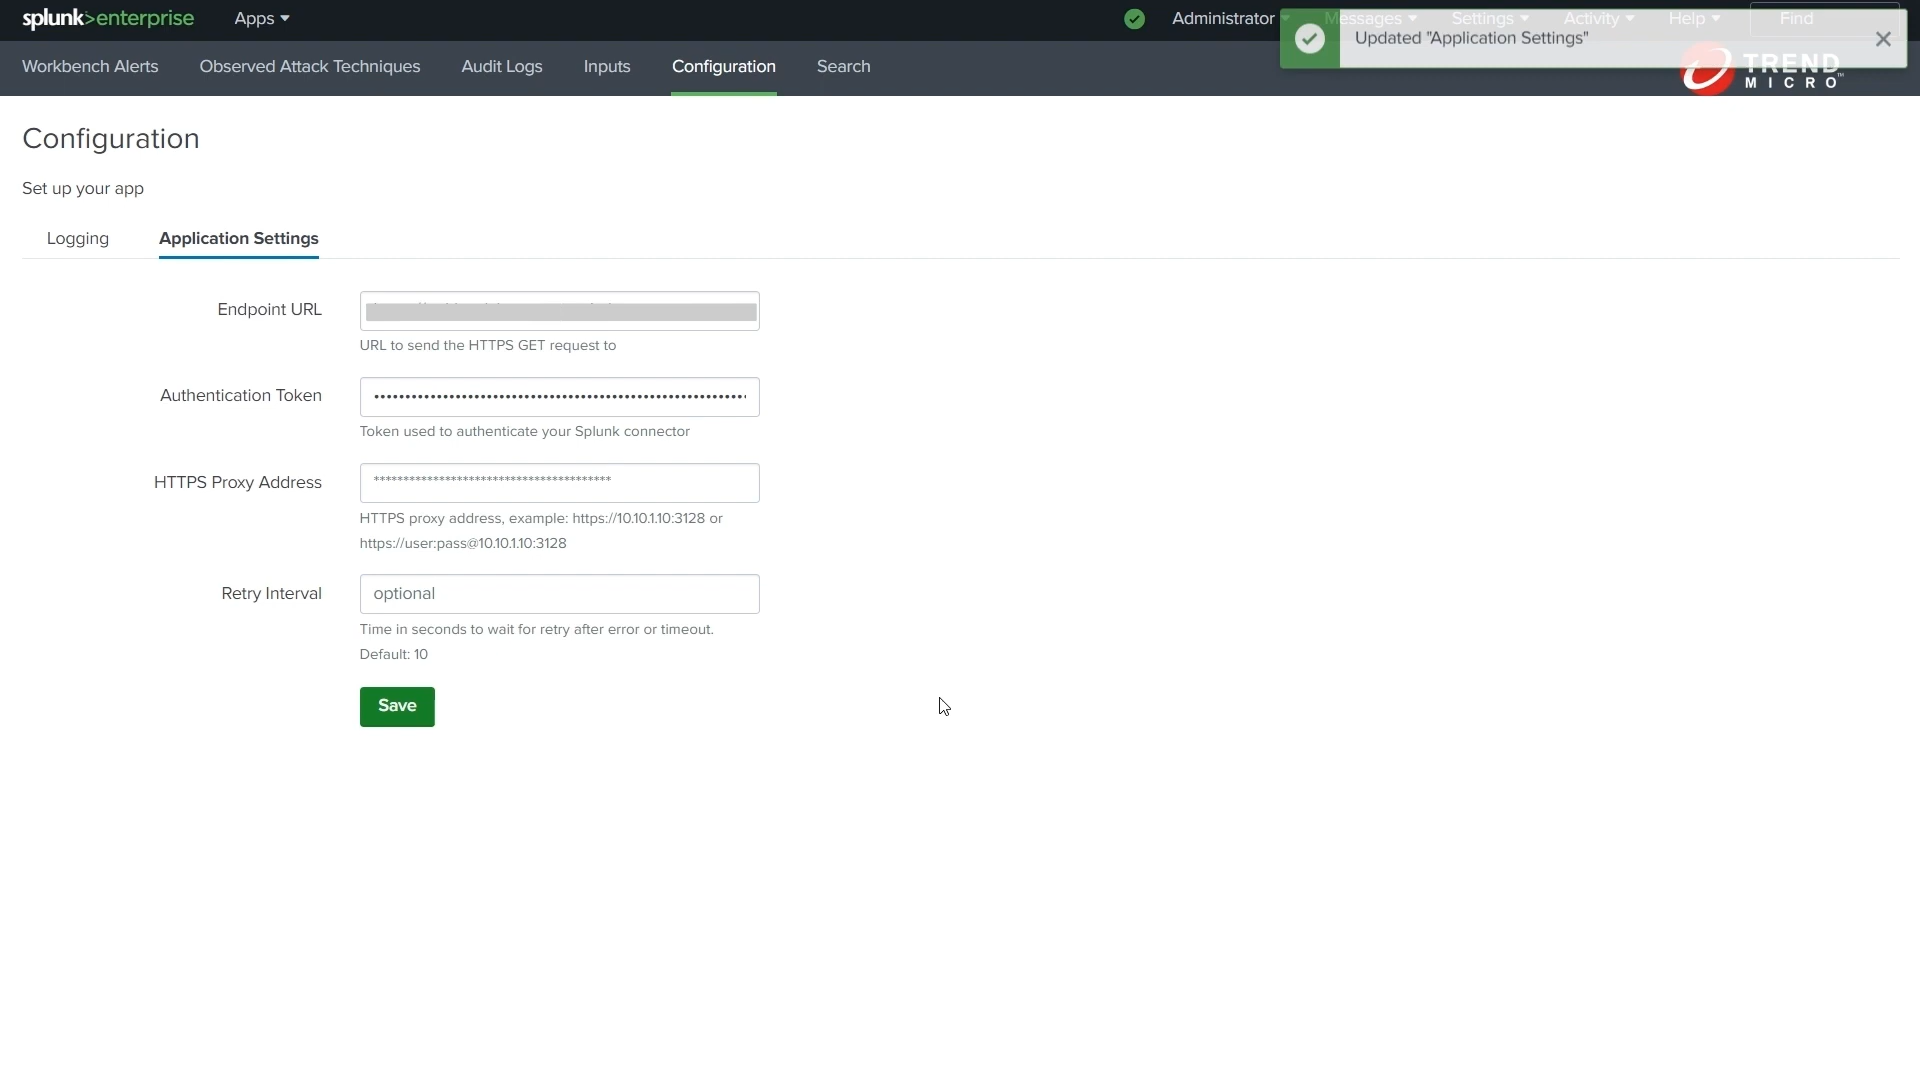 splunk>enterprise Apps Administrator Messages Settings Activity Help Find
Updated "Application Settings"
Workbench Alerts Observed Attack Techniques Audit Logs Inputs Configuration Search
TREND
MICRO™
Configuration
Set up your app
Logging Application Settings
Endpoint URL
URL to send the HTTPS GET request to
Authentication Token ••••••••••••••••••••••••••••••••••••••••••••••••••••••••••••
Token used to authenticate your Splunk connector
HTTPS Proxy Address ****************************************
HTTPS proxy address, example: https://10.10.1.10:3128 or
https://user:pass@10.10.1.10:3128
Retry Interval optional
Time in seconds to wait for retry after error or timeout.
Default: 10
Save